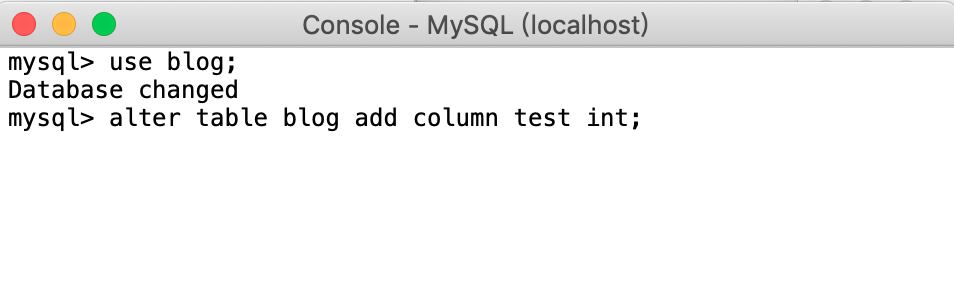 Console - MySQL (localhost)
mysql> use blog;
Database changed
mysql> alter table blog add column test int;